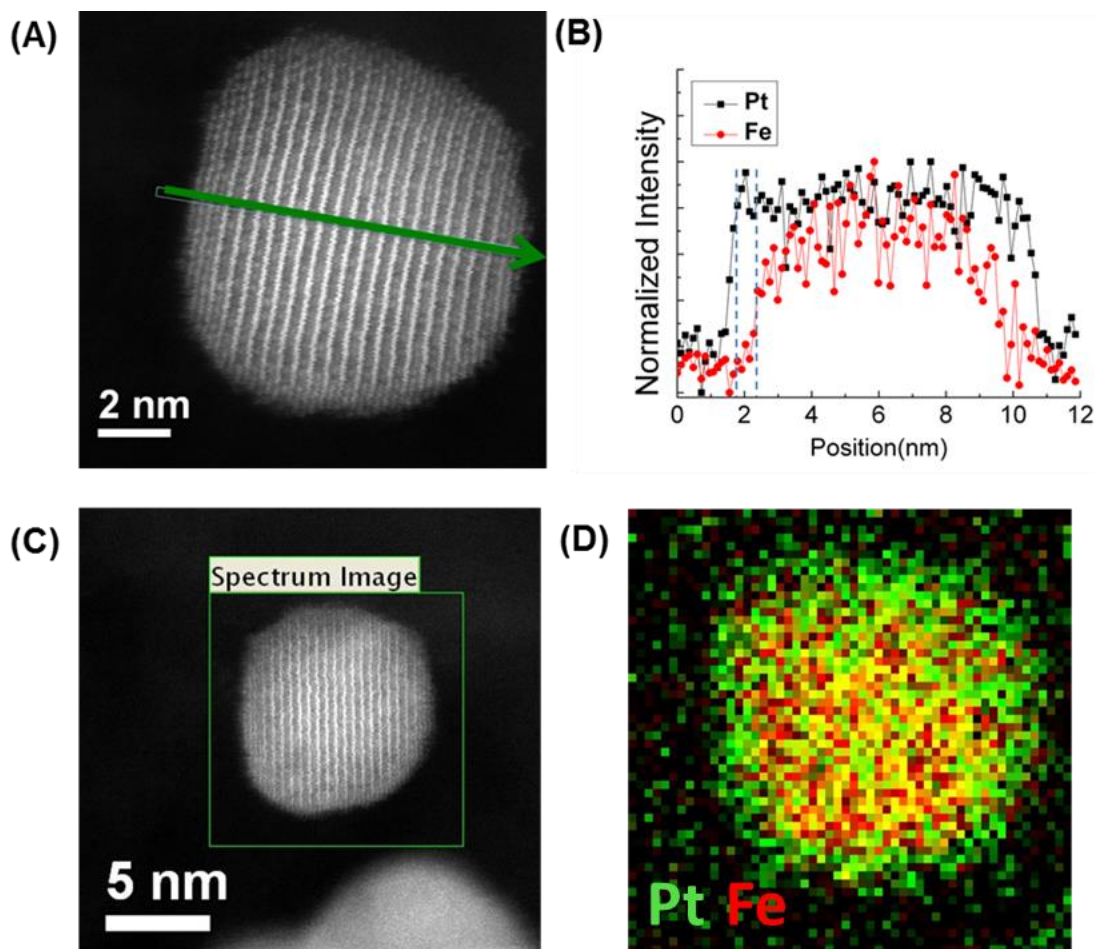 (A)
2 nm
(B)
Pt
Fe
Normalized Intensity
0 2 4 6 8 10 12
Position(nm)
(C)
Spectrum Image
5 nm
(D)
Pt Fe